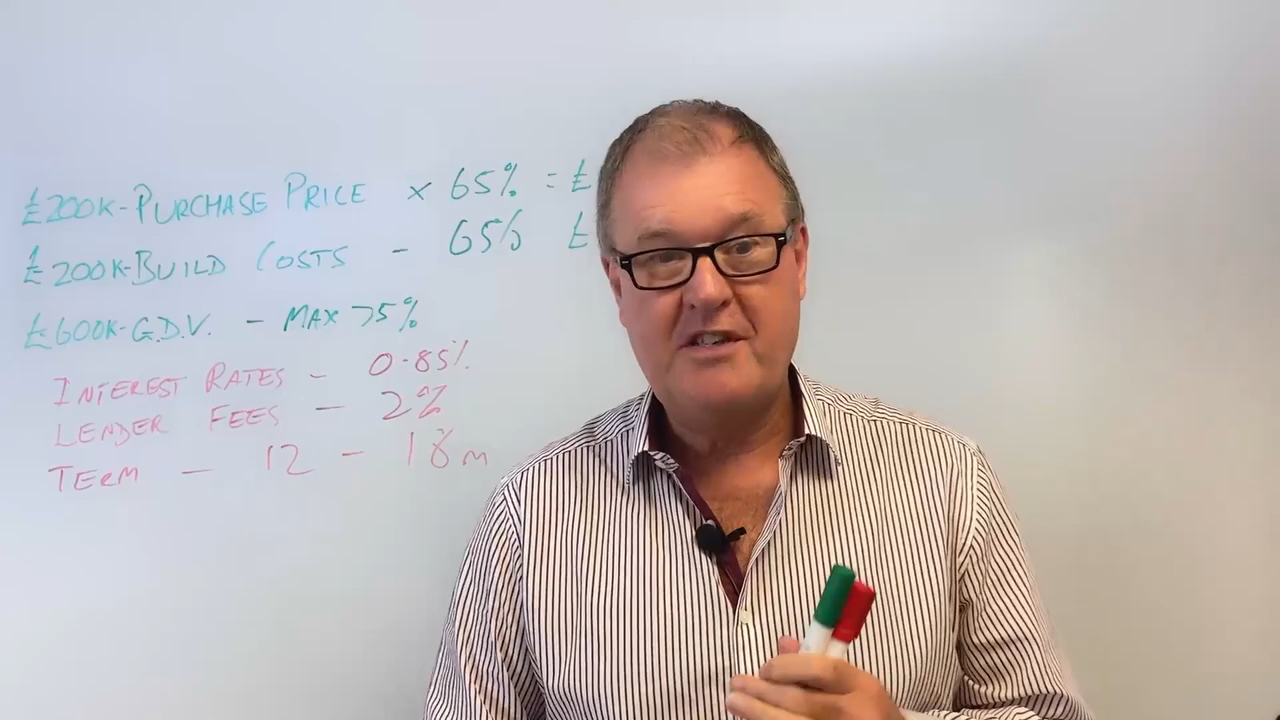 £200K-PURCHASE PRICE × 65% = £
£200K-BUILD COSTS - 65% £
£600K-G.D.V. - MAX 75%
INTEREST RATES - 0.85%
LENDER FEES - 2%
TERM - 12 - 18m